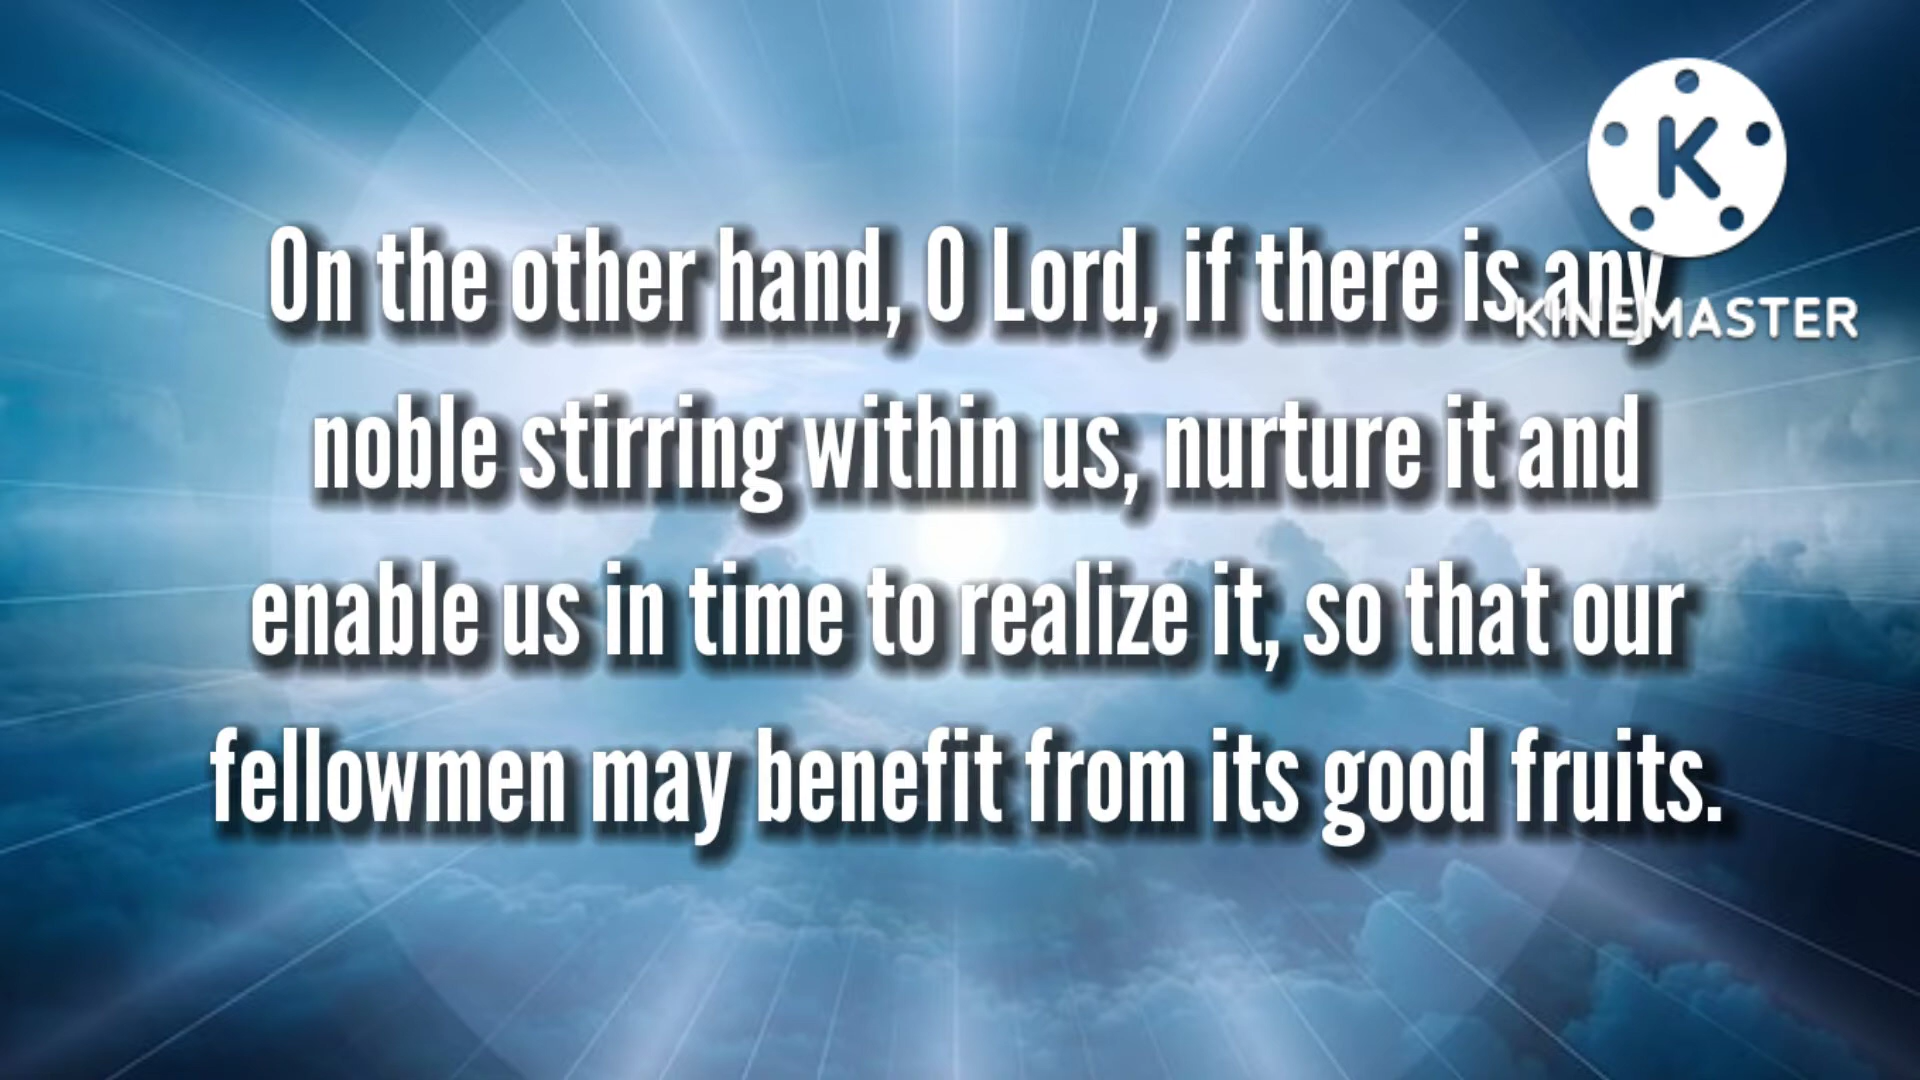 On the other hand, O Lord, if there is any
KINEMASTER
noble stirring within us, nurture it and
enable us in time to realize it, so that our
fellowmen may benefit from its good fruits.